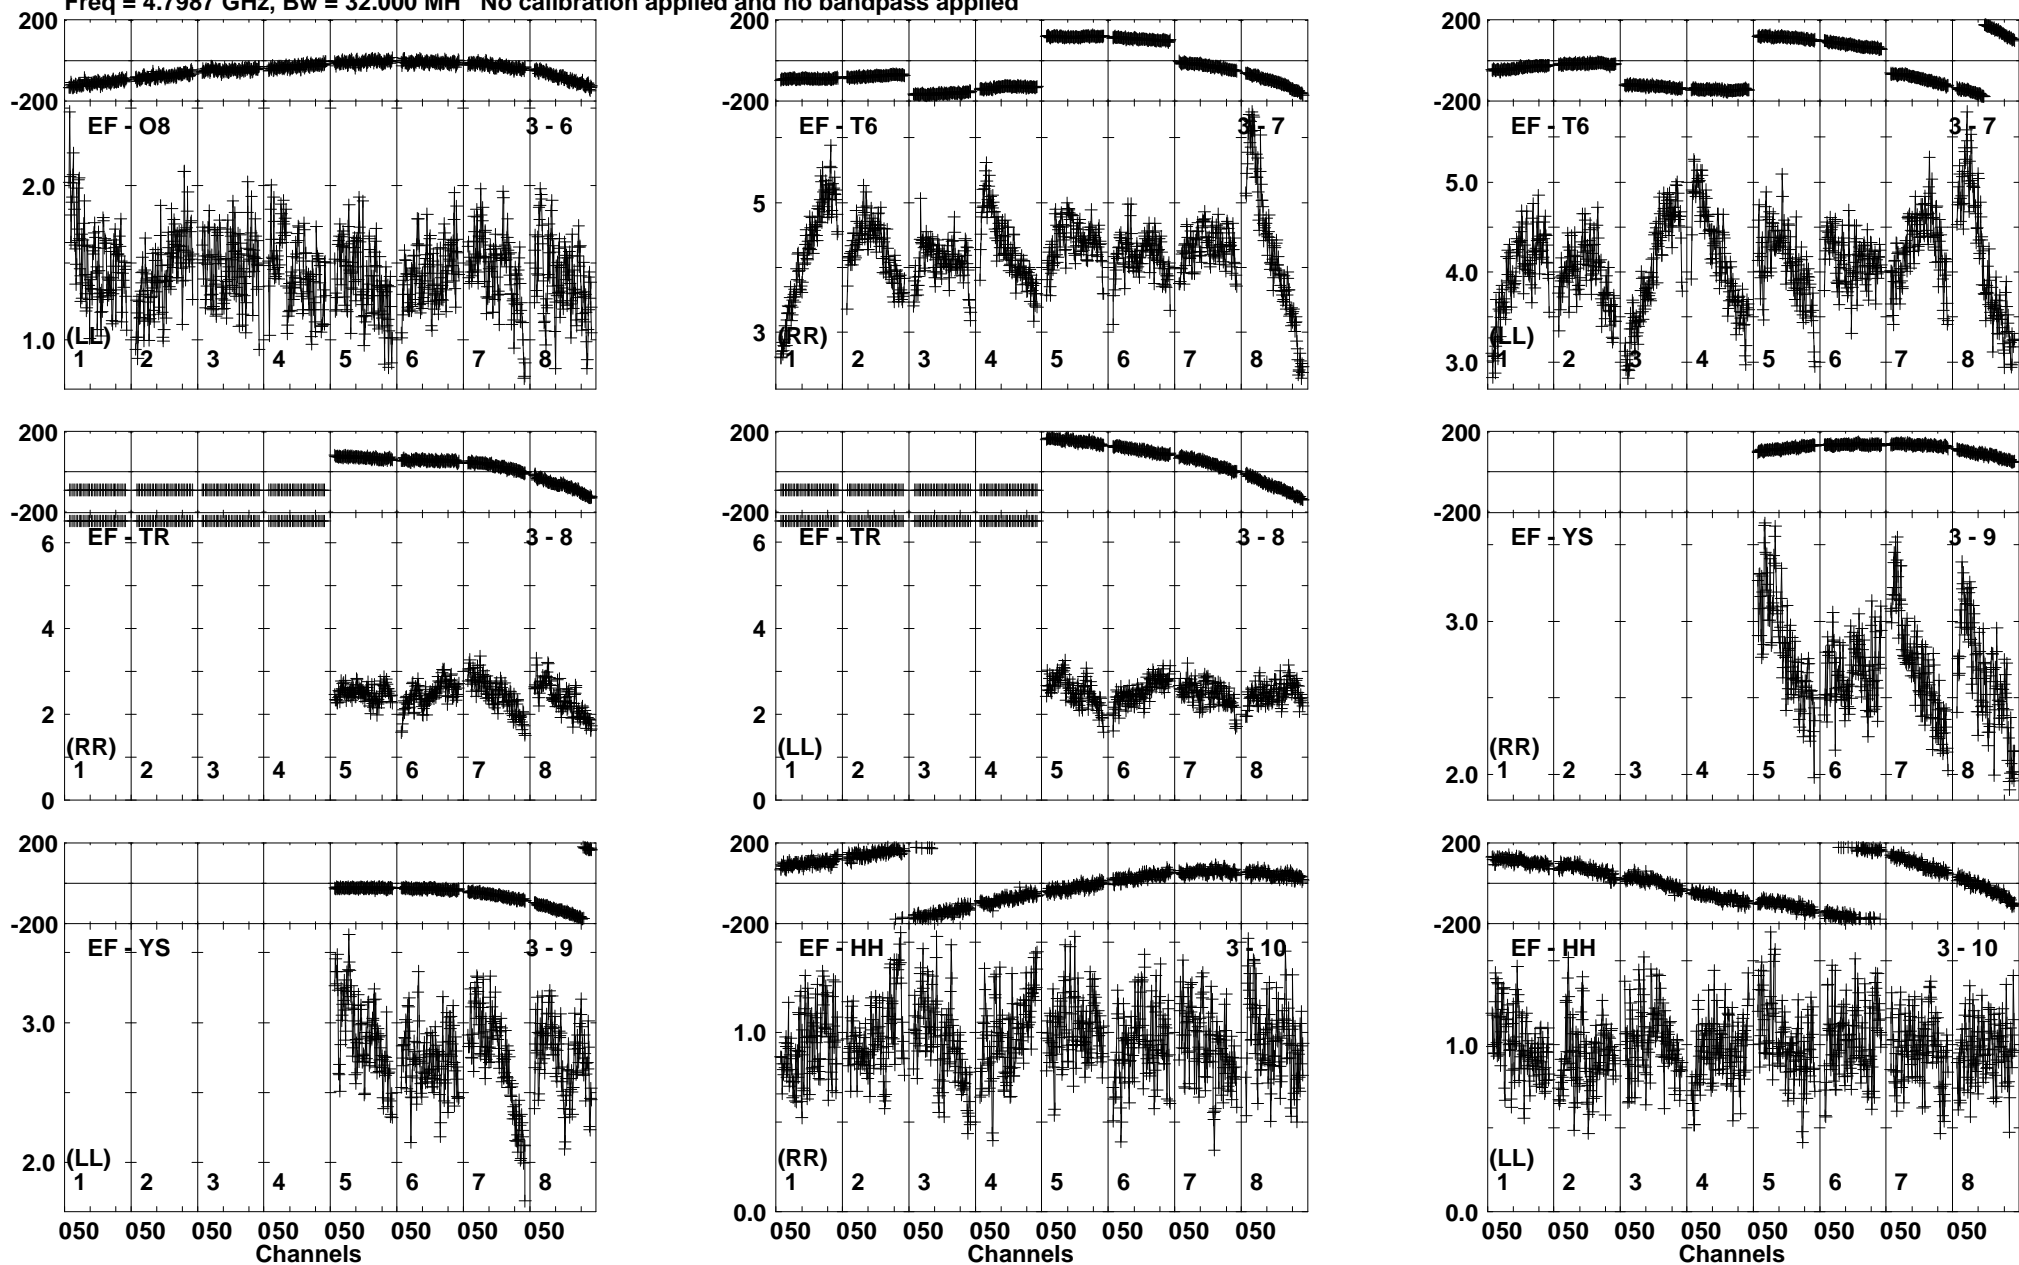 Freq = 4.7987 GHz, Bw = 32.000 MH No calibration applied and no bandpass applied
200
-200
EF - O8 3 - 6
2.0
1.0
(LL)
1 2 3 4 5 6 7 8
EF - T6 3 - 7
5
3
(RR)
1 2 3 4 5 6 7 8
200
-200
EF - T6 3 - 7
5.0
4.0
3.0
(LL)
1 2 3 4 5 6 7 8
200
-200
EF - TR 3 - 8
6
4
2
0
(RR)
1 2 3 4 5 6 7 8
200
-200
EF - TR 3 - 8
6
4
2
0
(LL)
1 2 3 4 5 6 7 8
200
-200
EF - YS 3 - 9
3.0
2.0
(RR)
1 2 3 4 5 6 7 8
200
-200
EF - YS 3 - 9
3.0
2.0
(LL)
1 2 3 4 5 6 7 8
050 050 050 050 050 050 050 050
Channels
200
-200
EF - HH 3 - 10
1.0
0.0
(RR)
1 2 3 4 5 6 7 8
050 050 050 050 050 050 050 050
Channels
200
-200
EF - HH 3 - 10
1.0
0.0
(LL)
1 2 3 4 5 6 7 8
050 050 050 050 050 050 050 050
Channels